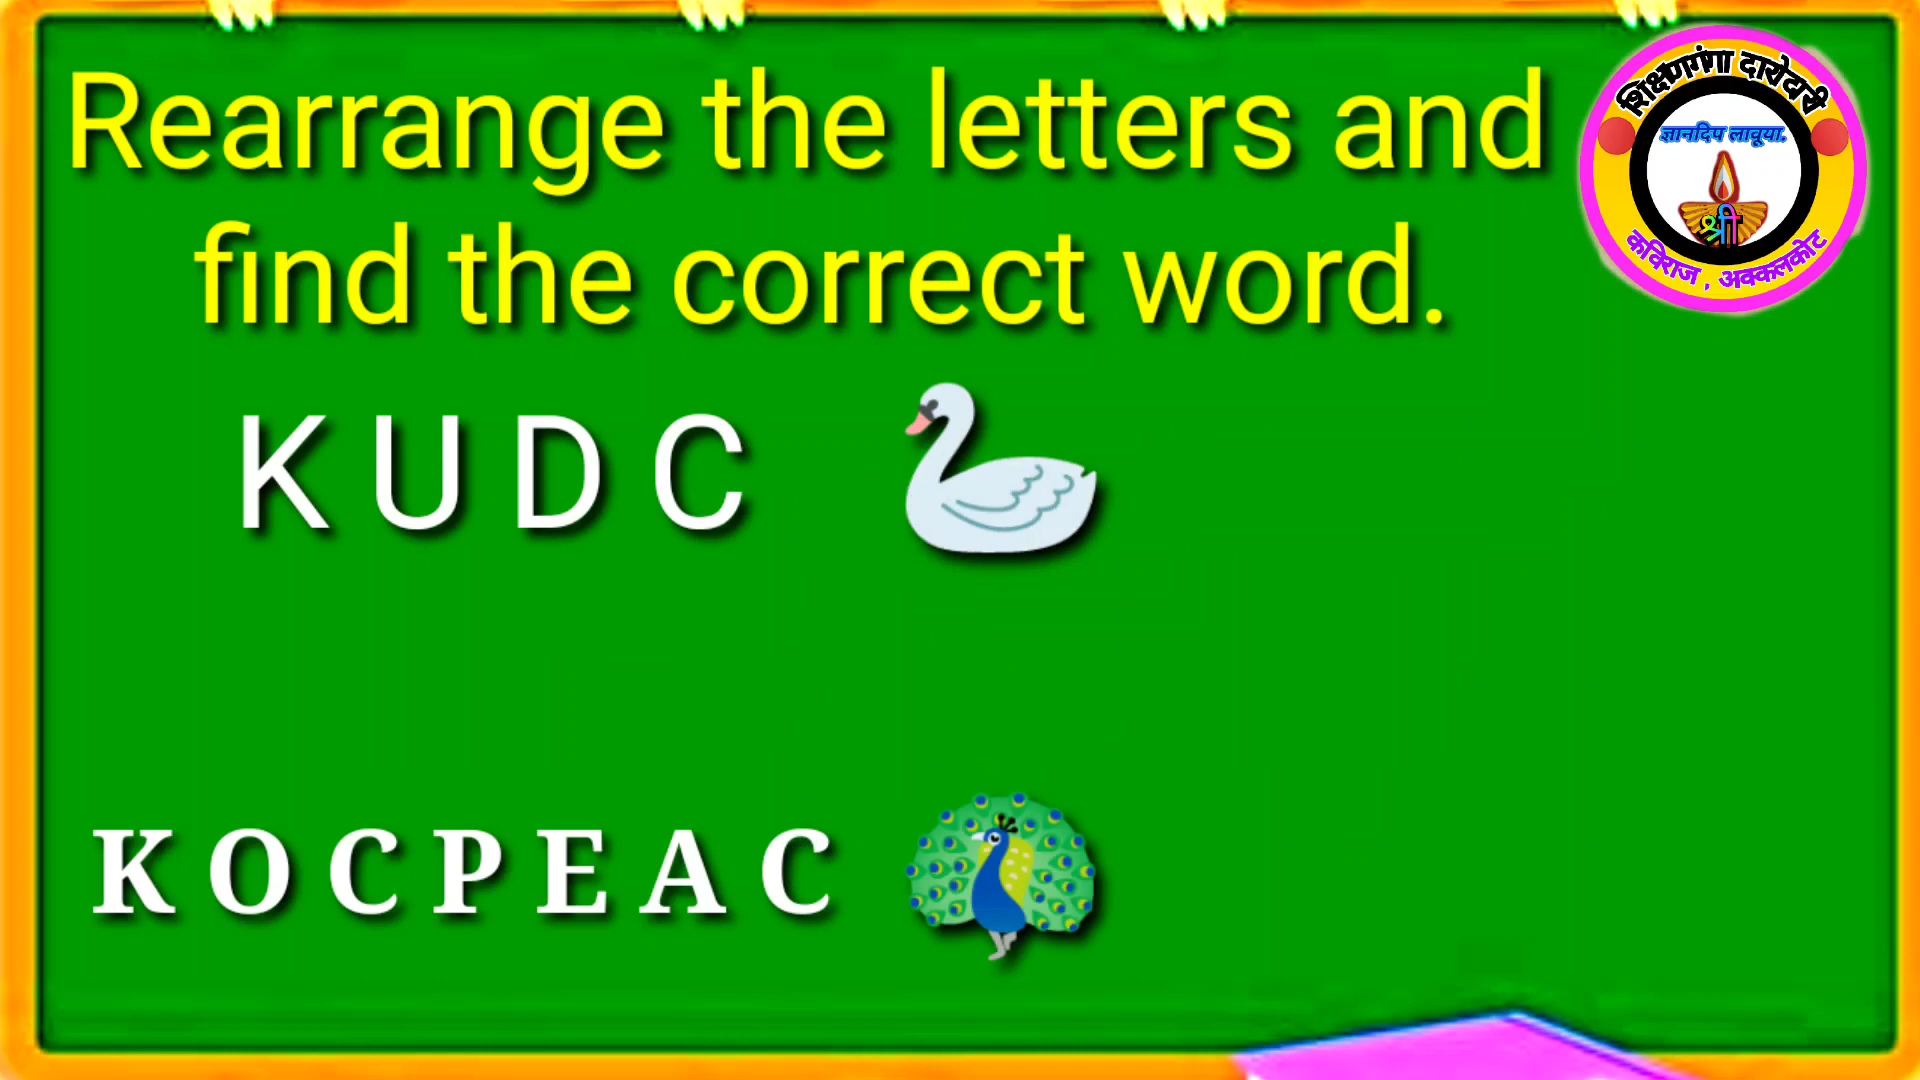 Rearrange the letters and
find the correct word.
शिक्षणगंगा दारोदारी
ज्ञानदिप लावूया.
श्री
कविराज , अक्कलकोट
K U D C
K O C P E A C